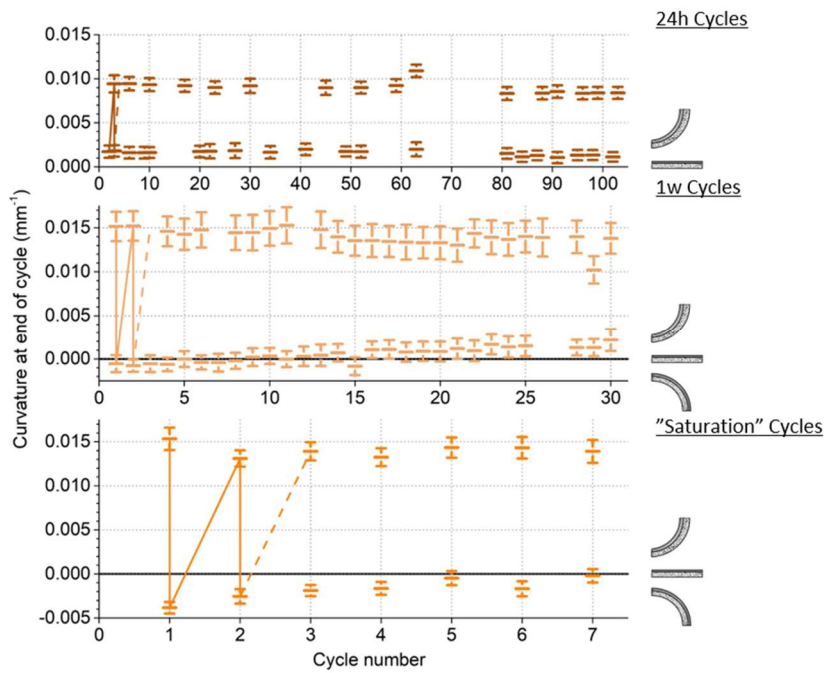 24h Cycles
0.015
0.010
0.005
0.000
0 10 20 30 40 50 60 70 80 90 100
1w Cycles
Curvature at end of cycle (mm⁻¹)
0.015
0.010
0.005
0.000
0 5 10 15 20 25 30
”Saturation” Cycles
0.015
0.010
0.005
0.000
-0.005
0 1 2 3 4 5 6 7
Cycle number